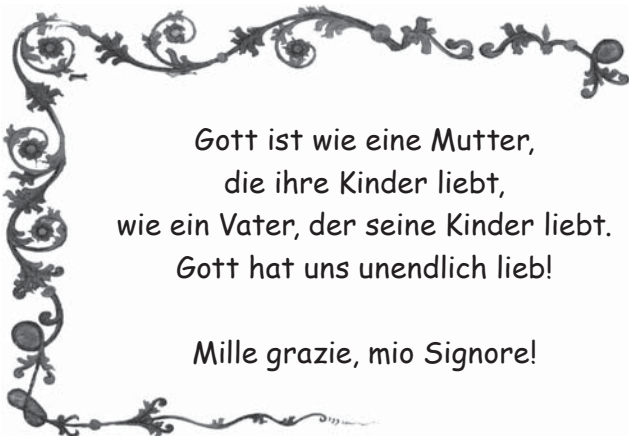 Gott ist wie eine Mutter,
die ihre Kinder liebt,
wie ein Vater, der seine Kinder liebt.
Gott hat uns unendlich lieb!
Mille grazie, mio Signore!